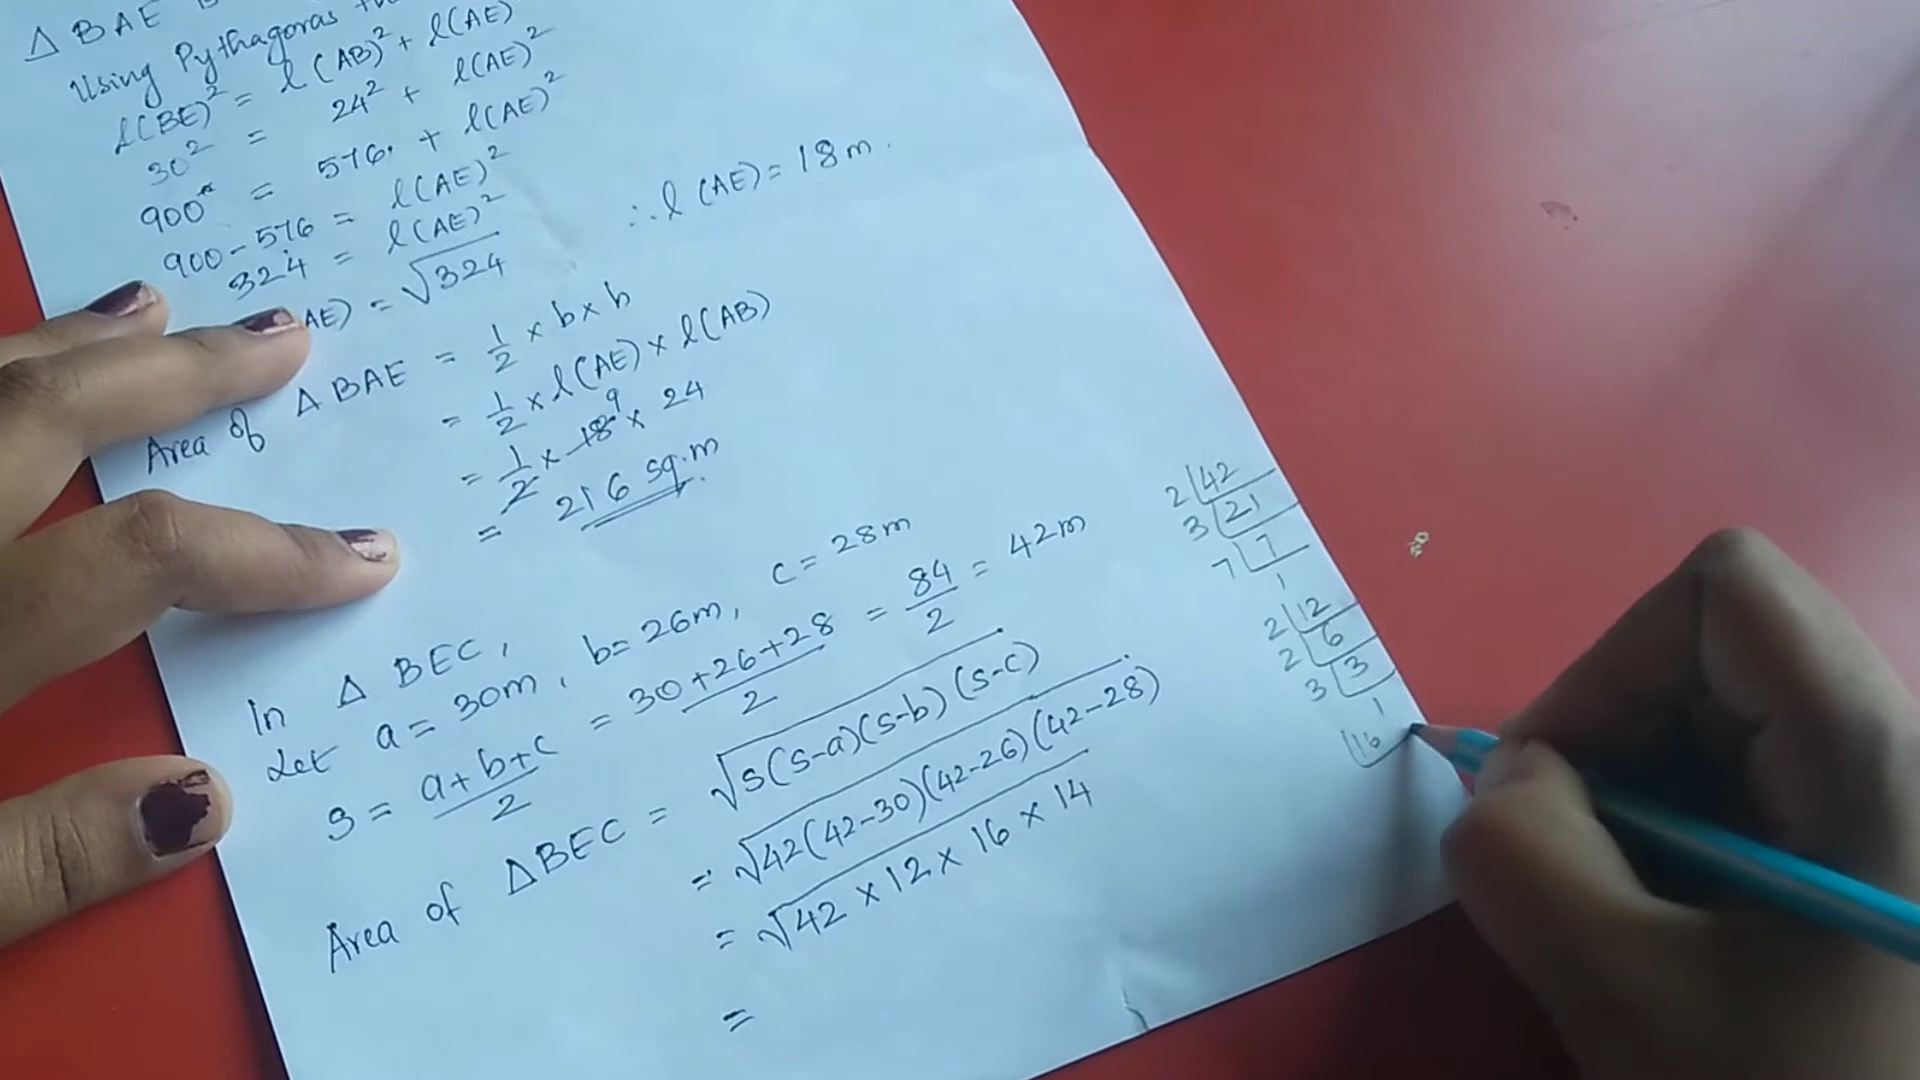 Δ BAE
Using Pythagoras
l(BE)² = l(AB)² + l(AE)
30² = 24² + l(AE)²
900 = 576 + l(AE)²
900-576 = l(AE)²
324 = l(AE)²
AE) = √324
∴ l(AE) = 18m.
Area of Δ BAE = 1/2 × b × h
= 1/2 × l(AE) × l(AB)
= 1/2 × 18 9 × 24
= 216 sq.m
In Δ BEC,
Let a = 30m, b = 26m, c = 28m
S = a+b+c/2 = 30+26+28/2 = 84/2 = 42m
Area of ΔBEC = √s(s-a)(s-b)(s-c)
= √42(42-30)(42-26)(42-28)
= √42 × 12 × 16 × 14
=
2 42
3 21
7 7
1
2 12
2 6
3 3
1
16